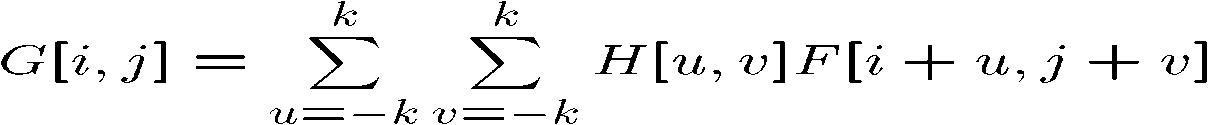 G[i, j] = \sum_{u=-k}^{k} \sum_{v=-k}^{k} H[u, v]F[i + u, j + v]